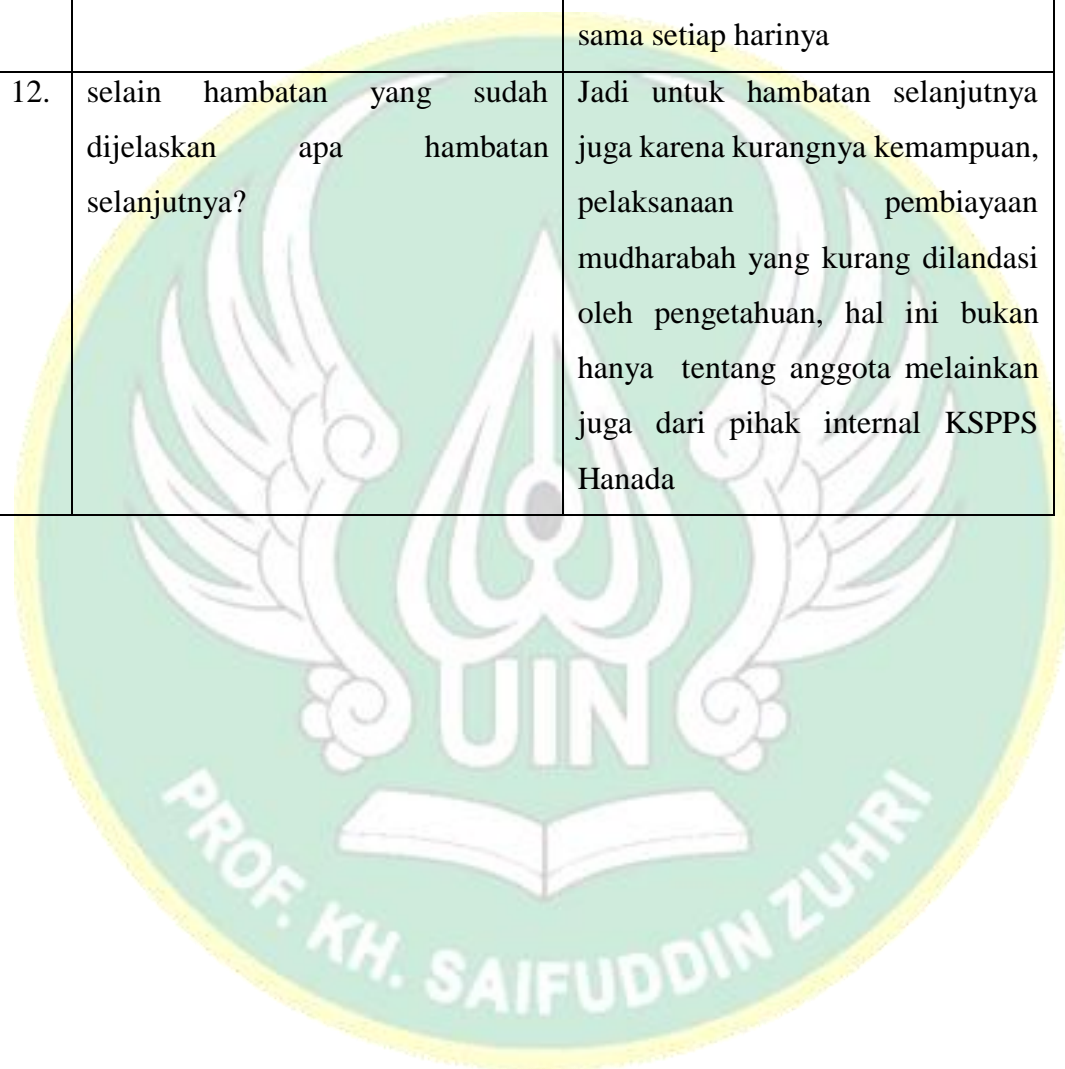 sama setiap harinya
12. selain hambatan yang sudah
dijelaskan apa hambatan
selanjutnya?
Jadi untuk hambatan selanjutnya
juga karena kurangnya kemampuan,
pelaksanaan pembiayaan
mudharabah yang kurang dilandasi
oleh pengetahuan, hal ini bukan
hanya tentang anggota melainkan
juga dari pihak internal KSPPS
Hanada
UIN
PROF. KH. SAIFUDDIN ZUHRI